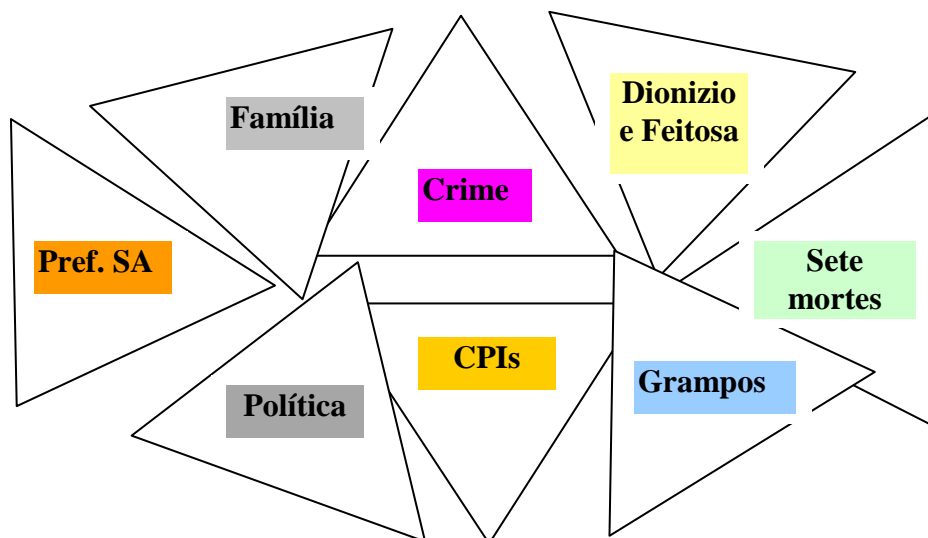 Família
Dionizio
e Feitosa
Crime
Pref. SA
Sete
mortes
CPIs
Grampos
Política